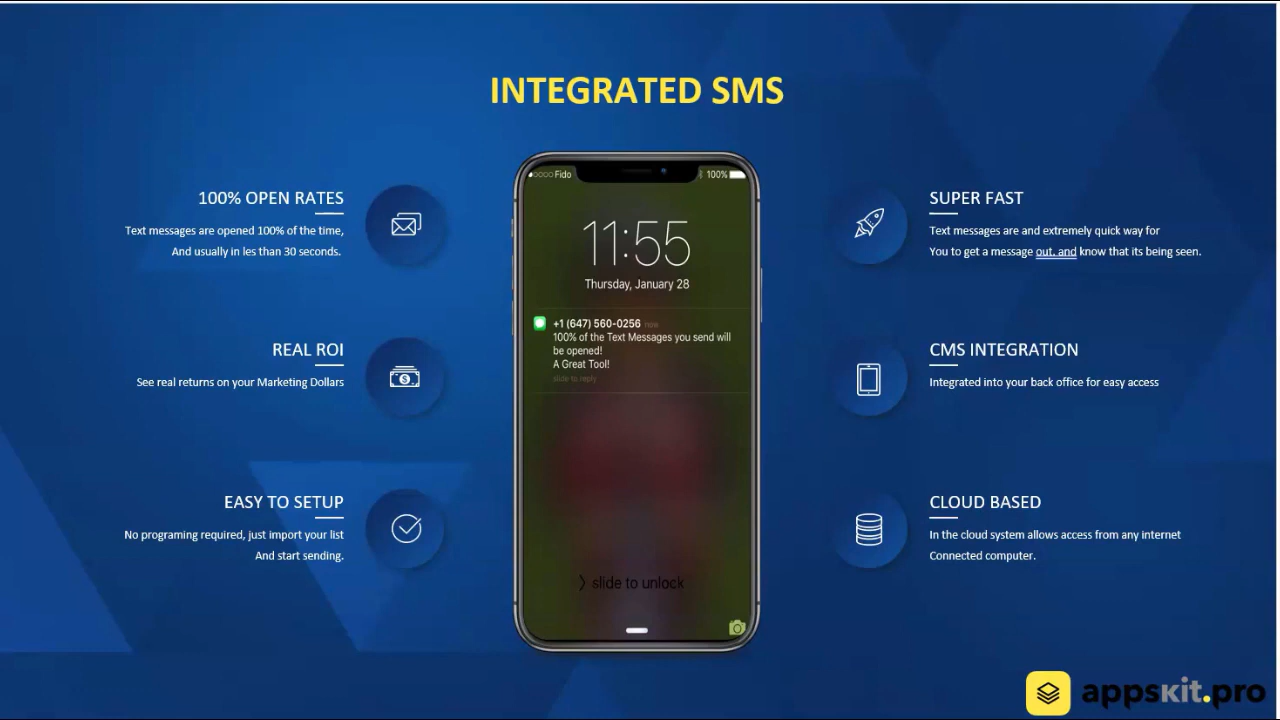 INTEGRATED SMS
100% OPEN RATES
Text messages are opened 100% of the time,
And usually in les than 30 seconds.
REAL ROI
See real returns on your Marketing Dollars
EASY TO SETUP
No programing required, just import your list
And start sending.
Fido
100%
11:55
Thursday, January 28
+1 (647) 560-0256 now
100% of the Text Messages you send will
be opened!
A Great Tool!
slide to reply
slide to unlock
SUPER FAST
Text messages are and extremely quick way for
You to get a message out, and know that its being seen.
CMS INTEGRATION
Integrated into your back office for easy access
CLOUD BASED
In the cloud system allows access from any internet
Connected computer.
appskit.pro